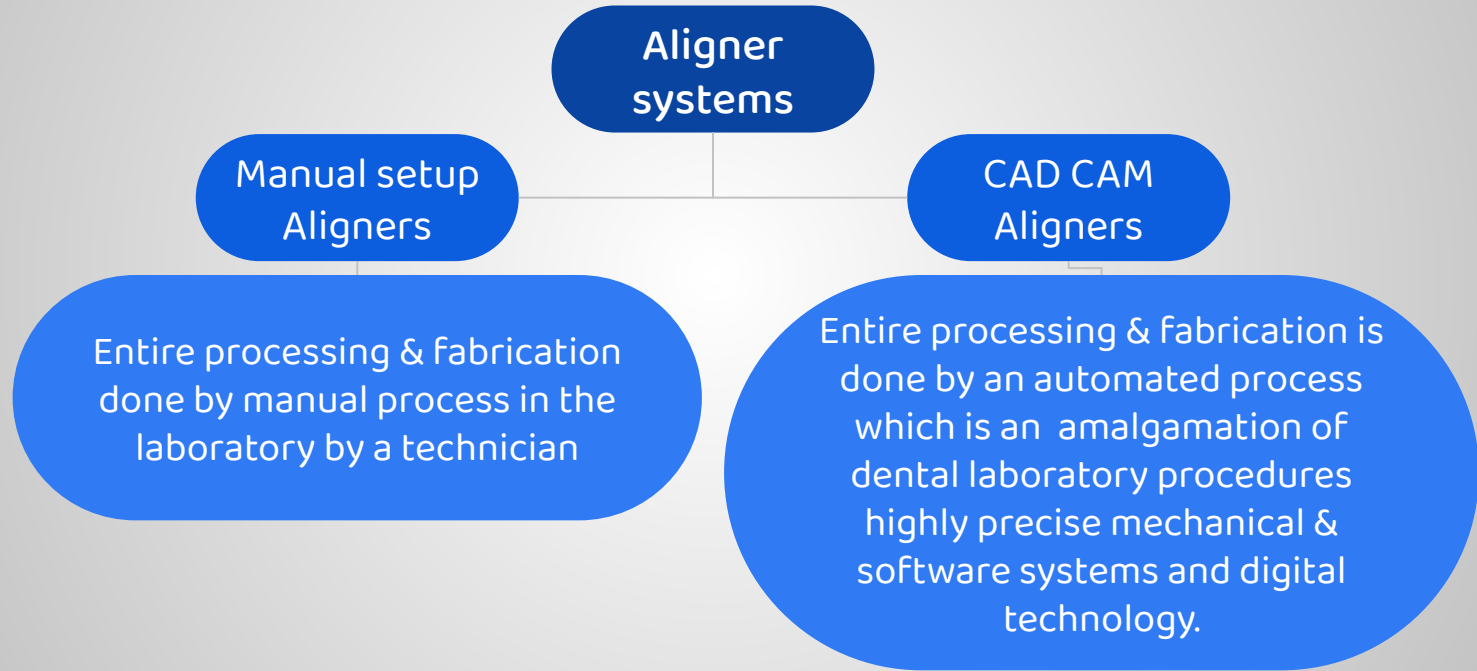 Aligner
systems
Manual setup
Aligners
CAD CAM
Aligners
Entire processing & fabrication
done by manual process in the
laboratory by a technician
Entire processing & fabrication is
done by an automated process
which is an  amalgamation of
dental laboratory procedures
highly precise mechanical &
software systems and digital
technology.